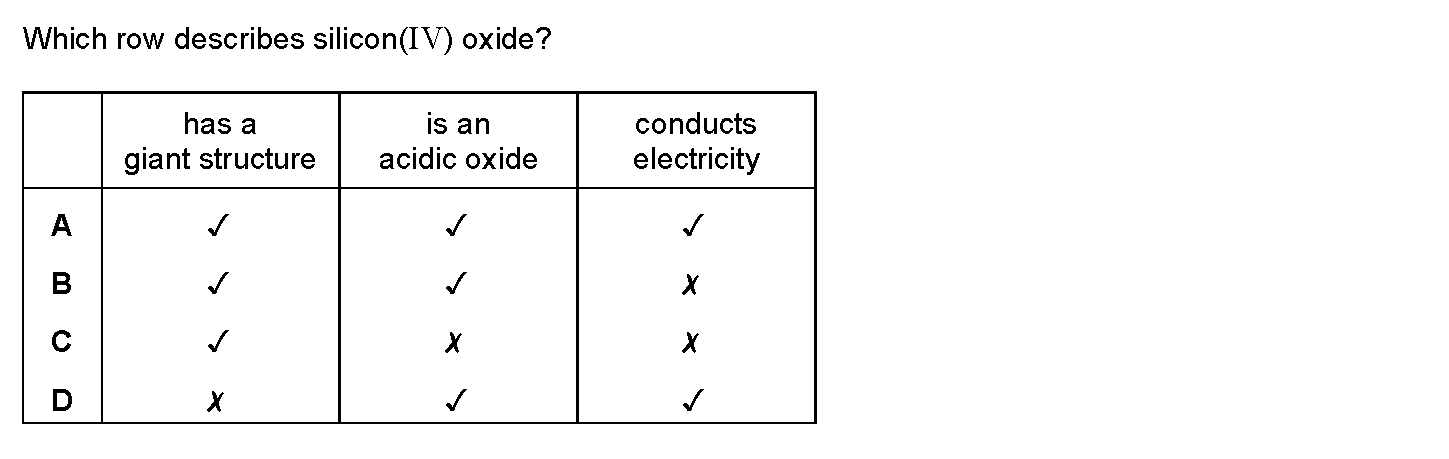 Which row describes silicon(IV) oxide?
has a giant structure is an acidic oxide conducts electricity
A ✓ ✓ ✓
B ✓ ✓ ✗
C ✓ ✗ ✗
D ✗ ✓ ✓